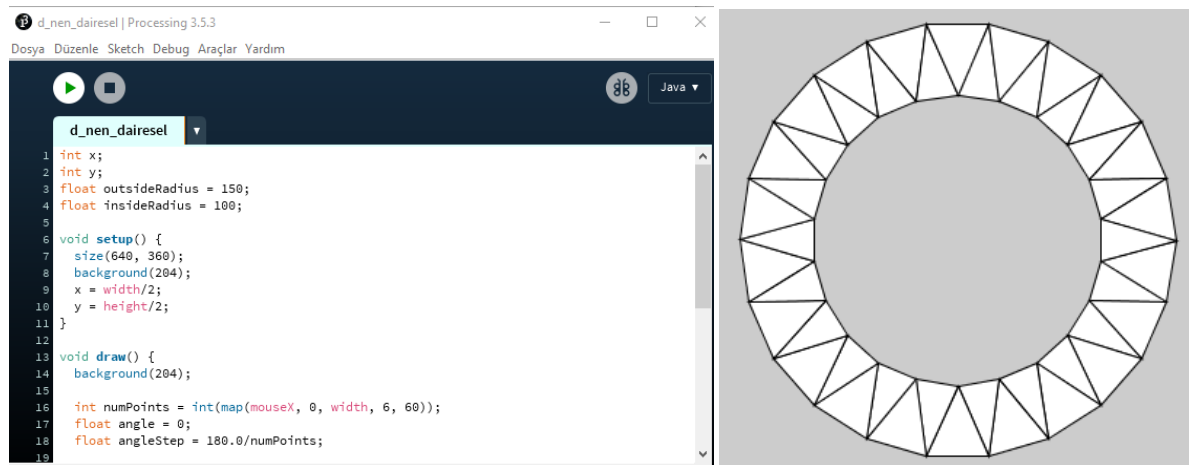 d_nen_dairesel | Processing 3.5.3
Dosya Düzenle Sketch Debug Araçlar Yardım
Java ▾
d_nen_dairesel ▾
1 int x;
2 int y;
3 float outsideRadius = 150;
4 float insideRadius = 100;
5
6 void setup() {
7   size(640, 360);
8   background(204);
9   x = width/2;
10   y = height/2;
11 }
12
13 void draw() {
14   background(204);
15
16   int numPoints = int(map(mouseX, 0, width, 6, 60));
17   float angle = 0;
18   float angleStep = 180.0/numPoints;
19